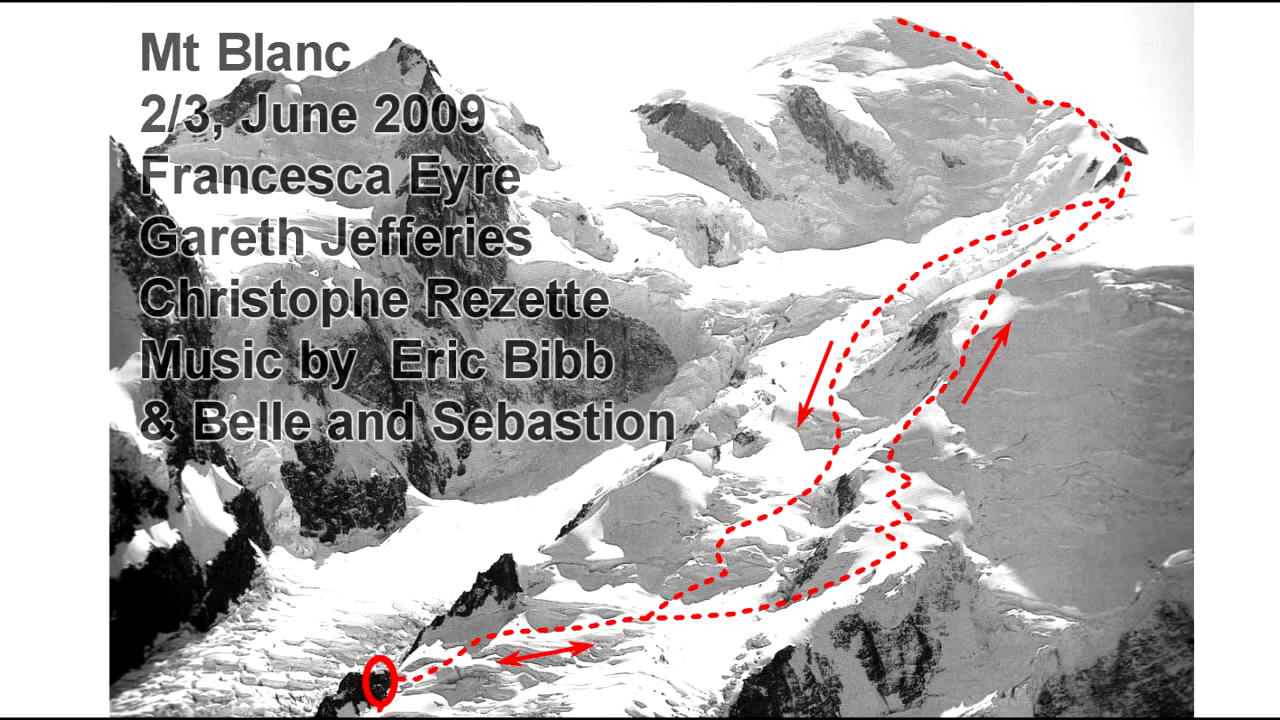 Mt Blanc
2/3, June 2009
Francesca Eyre
Gareth Jefferies
Christophe Rezette
Music by Eric Bibb
& Belle and Sebastion